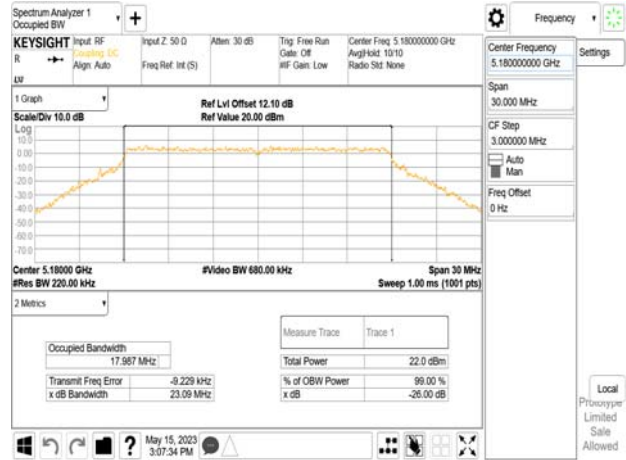 Spectrum Analyzer 1
Occupied BW
Frequency
KEYSIGHT
R
Input: RF
Coupling: DC
Align: Auto
Input Z: 50 Ω
Freq Ref: Int (S)
Atten: 30 dB
Trig: Free Run
Gate: Off
#IF Gain: Low
Center Freq: 5.180000000 GHz
Avg|Hold: 10/10
Radio Std: None
Center Frequency
5.180000000 GHz
Settings
Span
30.000 MHz
CF Step
3.000000 MHz
Auto
Man
Freq Offset
0 Hz
1 Graph
Scale/Div 10.0 dB
Ref Lvl Offset 12.10 dB
Ref Value 20.00 dBm
Log
10.0
0.00
-10.0
-20.0
-30.0
-40.0
-50.0
-60.0
-70.0
Center 5.18000 GHz
#Res BW 220.00 kHz
#Video BW 680.00 kHz
Span 30 MHz
Sweep 1.00 ms (1001 pts)
2 Metrics
Measure Trace Trace 1
Occupied Bandwidth
17.987 MHz
Total Power 22.0 dBm
Transmit Freq Error -9.229 kHz
% of OBW Power 99.00 %
x dB Bandwidth 23.09 MHz
x dB -26.00 dB
Local
Prototype
Limited
Sale
Allowed
?
May 15, 2023
3:07:34 PM